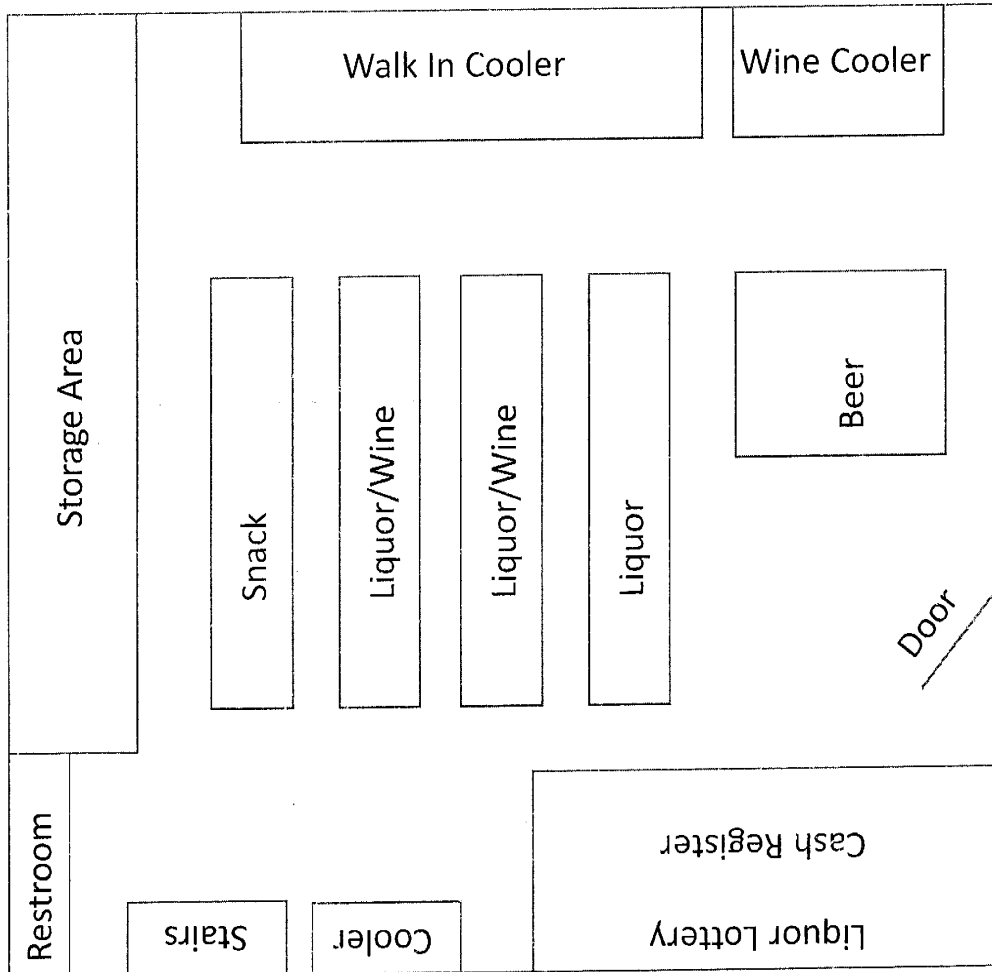 Walk In Cooler
Wine Cooler
Storage Area
Snack
Liquor/Wine
Liquor/Wine
Liquor
Beer
Door
Restroom
Stairs
Cooler
Cash Register
Liquor Lottery